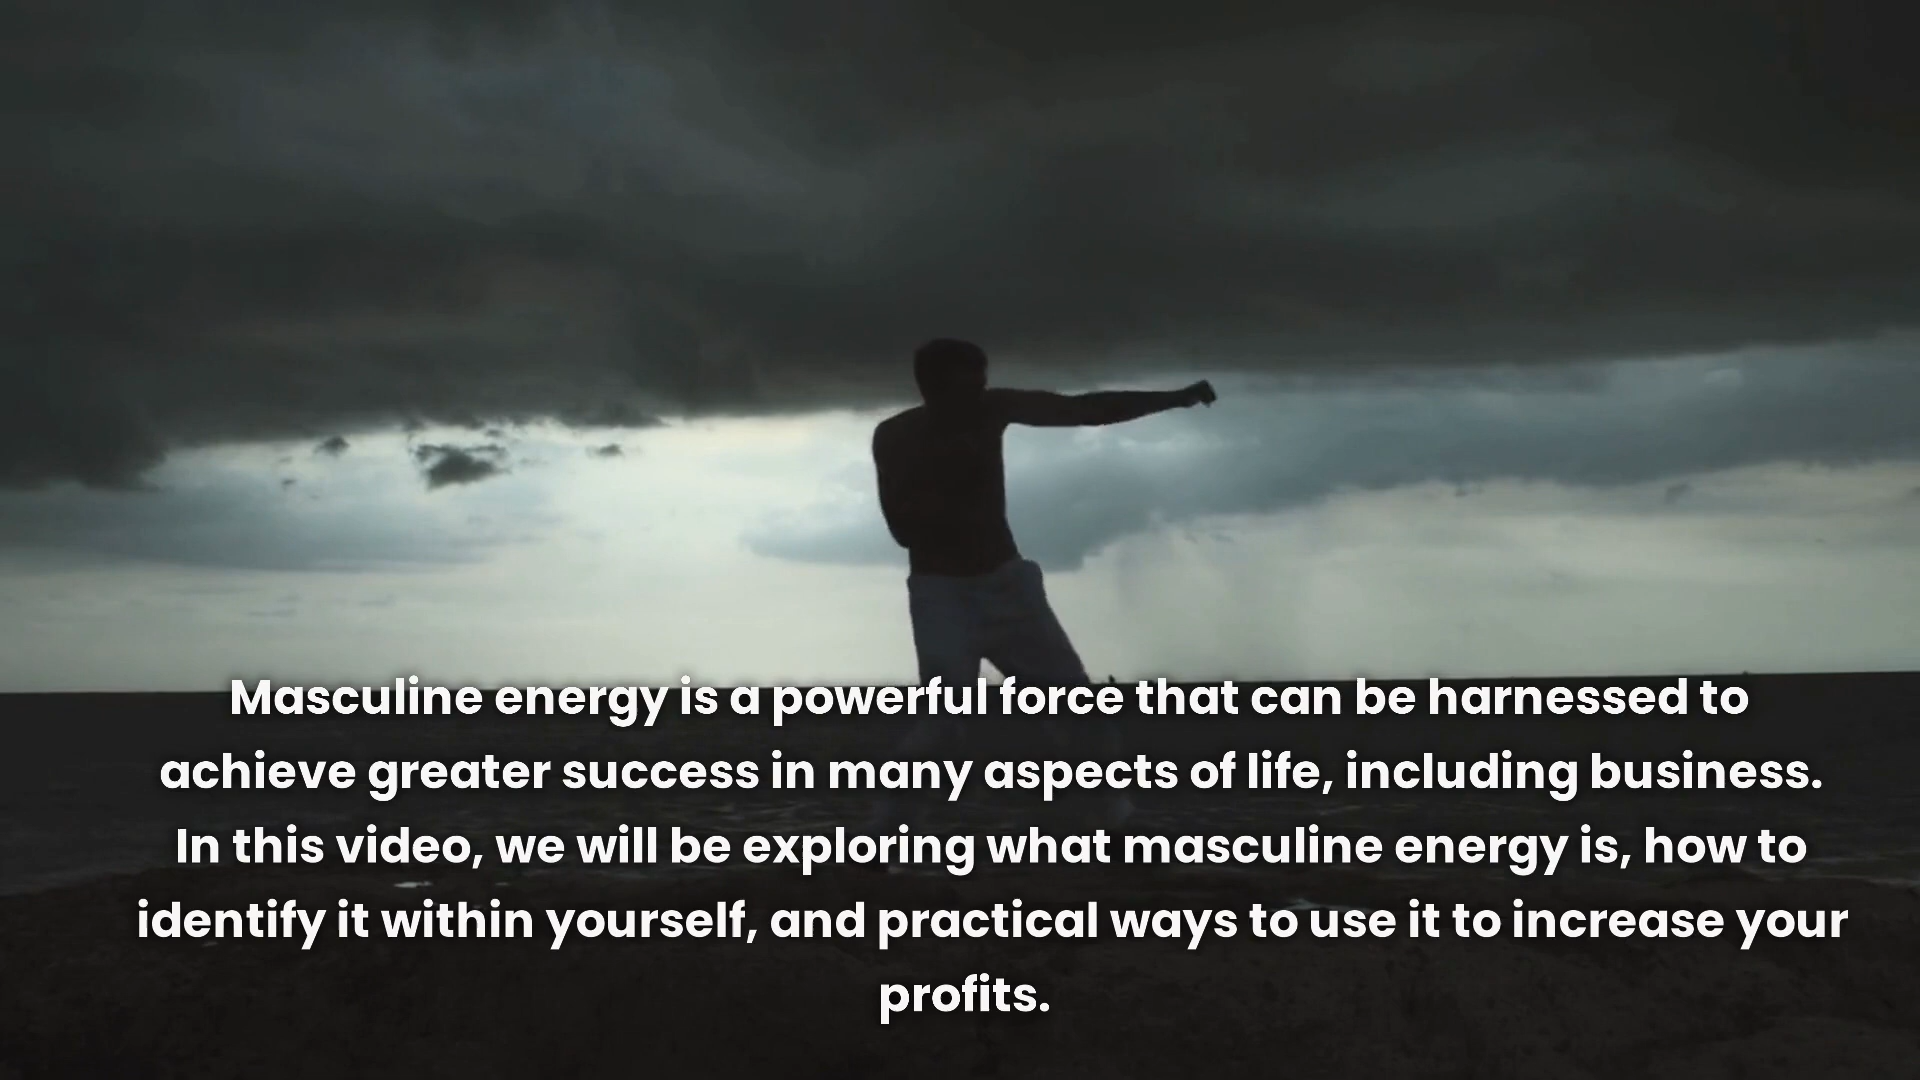 Masculine energy is a powerful force that can be harnessed to
achieve greater success in many aspects of life, including business.
In this video, we will be exploring what masculine energy is, how to
identify it within yourself, and practical ways to use it to increase your
profits.